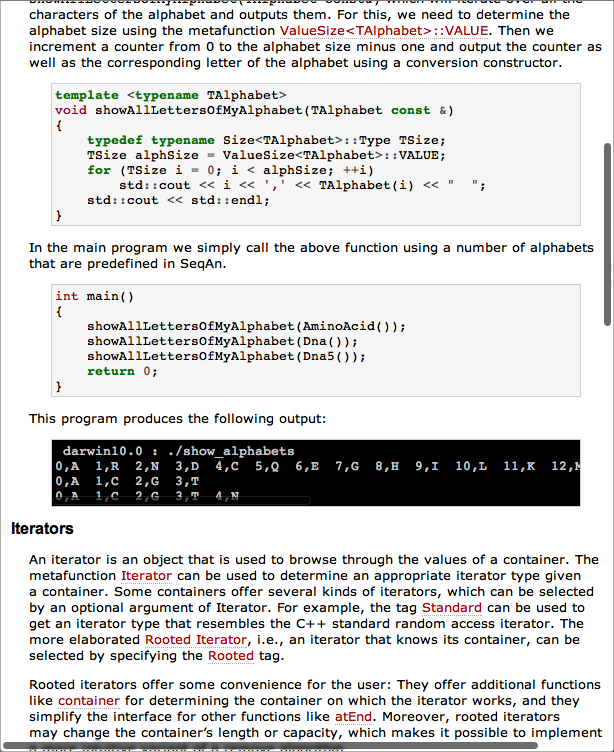 characters of the alphabet and outputs them. For this, we need to determine the
alphabet size using the metafunction ValueSize<TAlphabet>::VALUE. Then we
increment a counter from 0 to the alphabet size minus one and output the counter as
well as the corresponding letter of the alphabet using a conversion constructor.
template <typename TAlphabet>
void showAllLettersOfMyAlphabet(TAlphabet const &)
{
    typedef typename Size<TAlphabet>::Type TSize;
    TSize alphSize = ValueSize<TAlphabet>::VALUE;
    for (TSize i = 0; i < alphSize; ++i)
        std::cout << i << ',' << TAlphabet(i) << "  ";
    std::cout << std::endl;
}
In the main program we simply call the above function using a number of alphabets
that are predefined in SeqAn.
int main()
{
    showAllLettersOfMyAlphabet(AminoAcid());
    showAllLettersOfMyAlphabet(Dna());
    showAllLettersOfMyAlphabet(Dna5());
    return 0;
}
This program produces the following output:
darwin10.0 : ./show_alphabets
0,A  1,R  2,N  3,D  4,C  5,Q  6,E  7,G  8,H  9,I  10,L  11,K  12,M
0,A  1,C  2,G  3,T
0,A  1,C  2,G  3,T  4,N
Iterators
An iterator is an object that is used to browse through the values of a container. The
metafunction Iterator can be used to determine an appropriate iterator type given
a container. Some containers offer several kinds of iterators, which can be selected
by an optional argument of Iterator. For example, the tag Standard can be used to
get an iterator type that resembles the C++ standard random access iterator. The
more elaborated Rooted Iterator, i.e., an iterator that knows its container, can be
selected by specifying the Rooted tag.
Rooted iterators offer some convenience for the user: They offer additional functions
like container for determining the container on which the iterator works, and they
simplify the interface for other functions like atEnd. Moreover, rooted iterators
may change the container's length or capacity, which makes it possible to implement